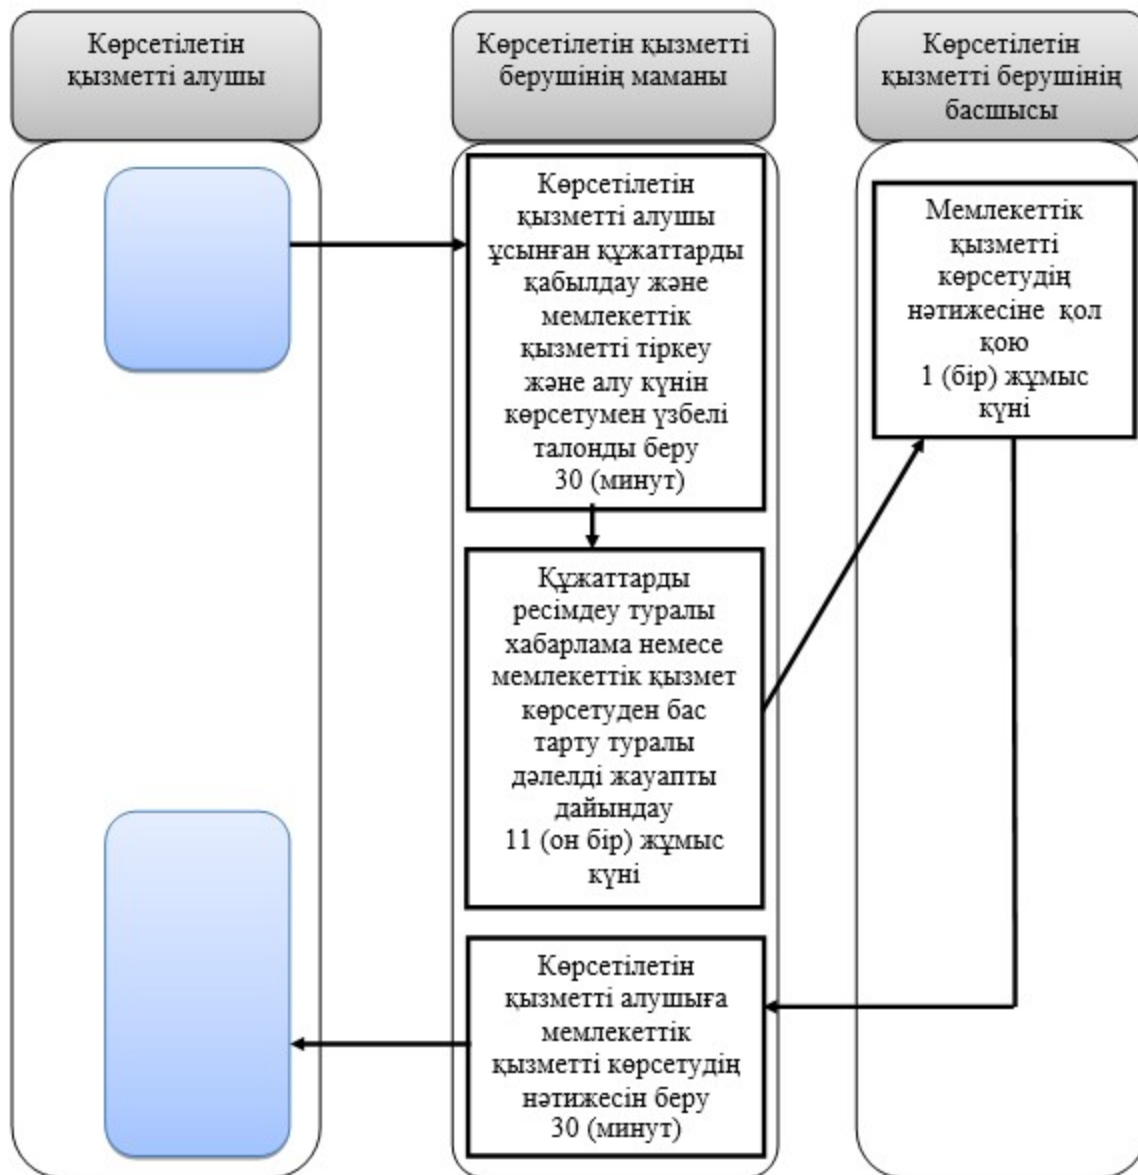 Көрсетілетін
қызметті алушы
Көрсетілетін қызметті
берушінің маманы
Көрсетілетін
қызметті берушінің
басшысы
Көрсетілетін
қызметті алушы
ұсынған құжаттарды
қабылдау және
мемлекеттік
қызметті тіркеу
және алу күнін
көрсетумен үзбелі
талонды беру
30 (минут)
Мемлекеттік
қызметті
көрсетудің
нәтижесіне қол
қою
1 (бір) жұмыс
күні
Құжаттарды
ресімдеу туралы
хабарлама немесе
мемлекеттік қызмет
көрсетуден бас
тарту туралы
дәлелді жауапты
дайындау
11 (он бір) жұмыс
күні
Көрсетілетін
қызметті алушыға
мемлекеттік
қызметті көрсетудің
нәтижесін беру
30 (минут)